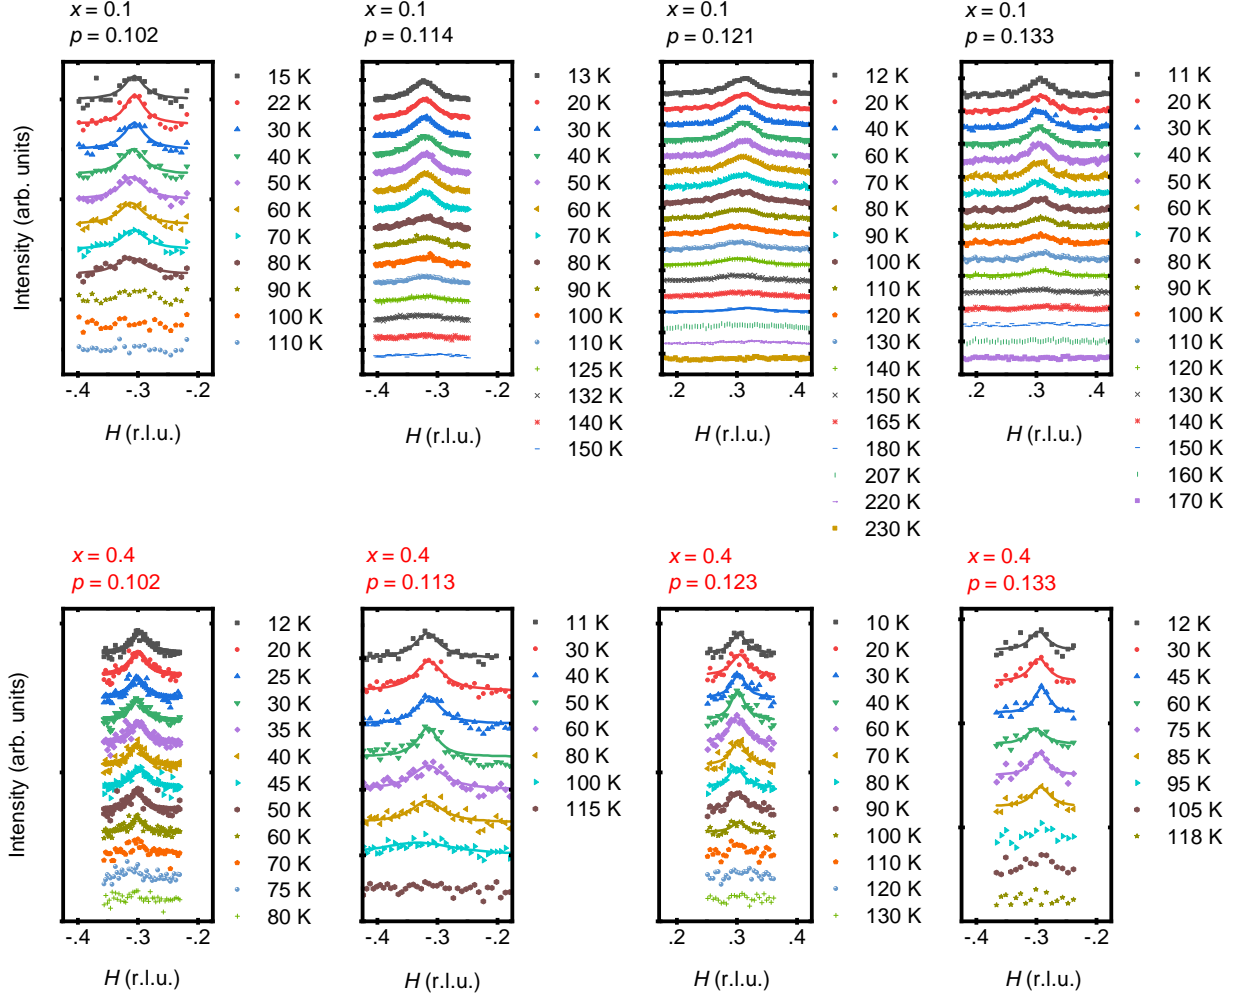 x = 0.1
p = 0.102
x = 0.1
p = 0.114
x = 0.1
p = 0.121
x = 0.1
p = 0.133
Intensity (arb. units)
15 K
22 K
30 K
40 K
50 K
60 K
70 K
80 K
90 K
100 K
110 K
-.4
-.3
-.2
H (r.l.u.)
13 K
20 K
30 K
40 K
50 K
60 K
70 K
80 K
90 K
100 K
110 K
125 K
132 K
140 K
150 K
-.4
-.3
-.2
H (r.l.u.)
12 K
20 K
40 K
60 K
70 K
80 K
90 K
100 K
110 K
120 K
130 K
140 K
150 K
165 K
180 K
207 K
220 K
230 K
.2
.3
.4
H (r.l.u.)
11 K
20 K
30 K
40 K
50 K
60 K
70 K
80 K
90 K
100 K
110 K
120 K
130 K
140 K
150 K
160 K
170 K
.2
.3
.4
H (r.l.u.)
x = 0.4
p = 0.102
x = 0.4
p = 0.113
x = 0.4
p = 0.123
x = 0.4
p = 0.133
Intensity (arb. units)
12 K
20 K
25 K
30 K
35 K
40 K
45 K
50 K
60 K
70 K
75 K
80 K
-.4
-.3
-.2
H (r.l.u.)
11 K
30 K
40 K
50 K
60 K
80 K
100 K
115 K
-.4
-.3
-.2
H (r.l.u.)
10 K
20 K
30 K
40 K
60 K
70 K
80 K
90 K
100 K
110 K
120 K
130 K
.2
.3
.4
H (r.l.u.)
12 K
30 K
45 K
60 K
75 K
85 K
95 K
105 K
118 K
-.4
-.3
-.2
H (r.l.u.)